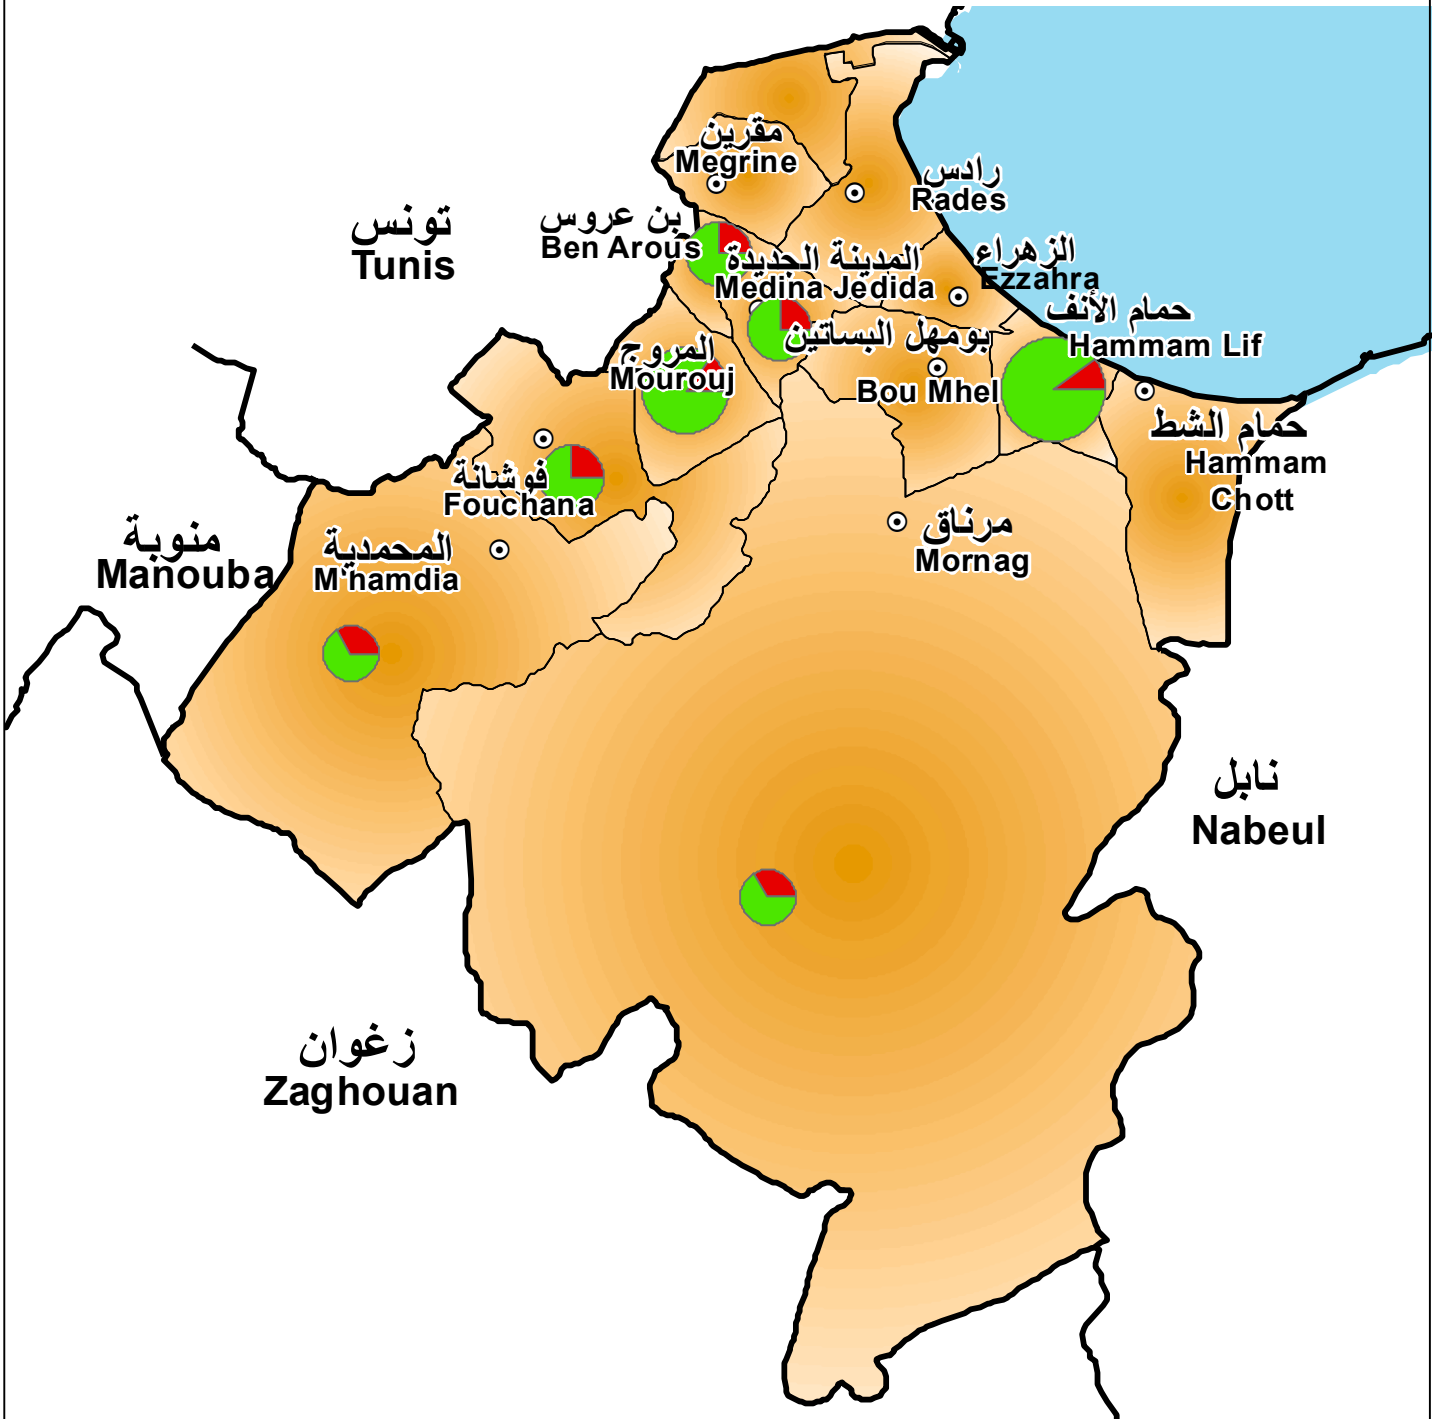 مقرين
Megrine
رادس
Rades
تونس
Tunis
بن عروس
Ben Arous
المدينة الجديدة
Medina Jedida
الزهراء
Ezzahra
حمام الأنف
Hammam Lif
بومهل البساتين
Bou Mhel
المروج
Mourouj
حمام الشط
Hammam
Chott
فوشانة
Fouchana
مرناق
Mornag
منوبة
Manouba
المحمدية
M'hamdia
نابل
Nabeul
زغوان
Zaghouan